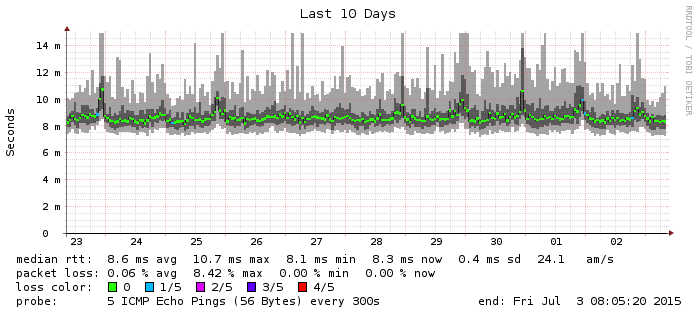 Last 10 Days
RRDTOOL / TOBI OETIKER
Seconds
14 m
12 m
10 m
8 m
6 m
4 m
2 m
0
23 24 25 26 27 28 29 30 01 02
median rtt: 8.6 ms avg 10.7 ms max 8.1 ms min 8.3 ms now 0.4 ms sd 24.1 am/s
packet loss: 0.06 % avg 8.42 % max 0.00 % min 0.00 % now
loss color: 0 1/5 2/5 3/5 4/5
probe: 5 ICMP Echo Pings (56 Bytes) every 300s end: Fri Jul 3 08:05:20 2015